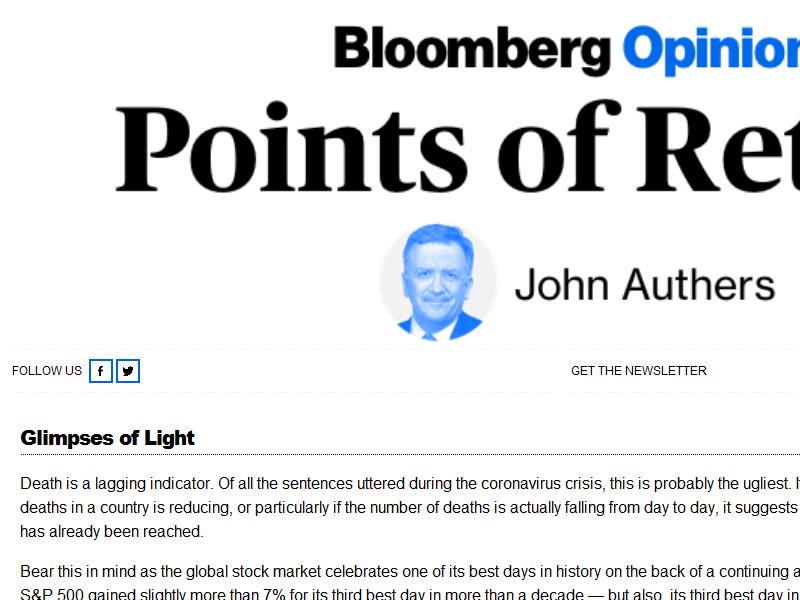 Bloomberg Opinion
Points of Ret
John Authers
FOLLOW US
GET THE NEWSLETTER
Glimpses of Light
Death is a lagging indicator. Of all the sentences uttered during the coronavirus crisis, this is probably the ugliest.
deaths in a country is reducing, or particularly if the number of deaths is actually falling from day to day, it suggests
has already been reached.
Bear this in mind as the global stock market celebrates one of its best days in history on the back of a continuing a
S&P 500 gained slightly more than 7% for its third best day in more than a decade — but also, its third best day in